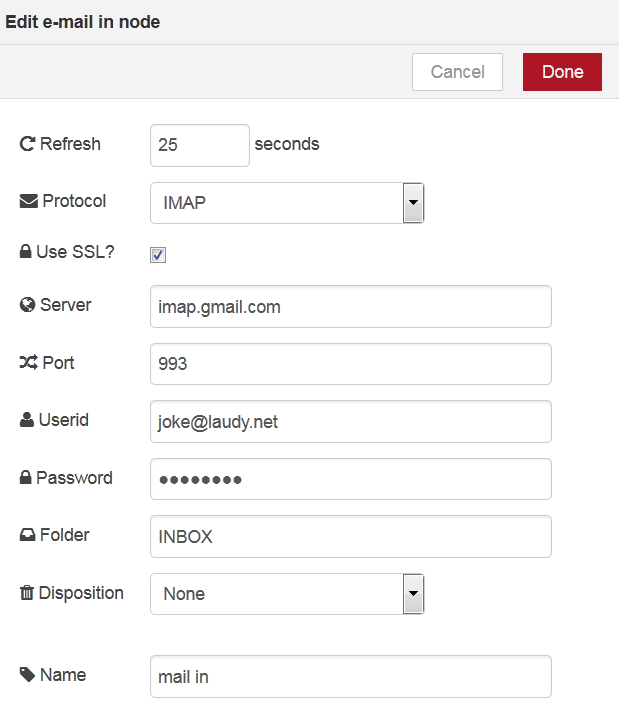 Edit e-mail in node
Cancel Done
Refresh 25 seconds
Protocol IMAP
Use SSL?
Server imap.gmail.com
Port 993
Userid joke@laudy.net
Password ●●●●●●●●
Folder INBOX
Disposition None
Name mail in